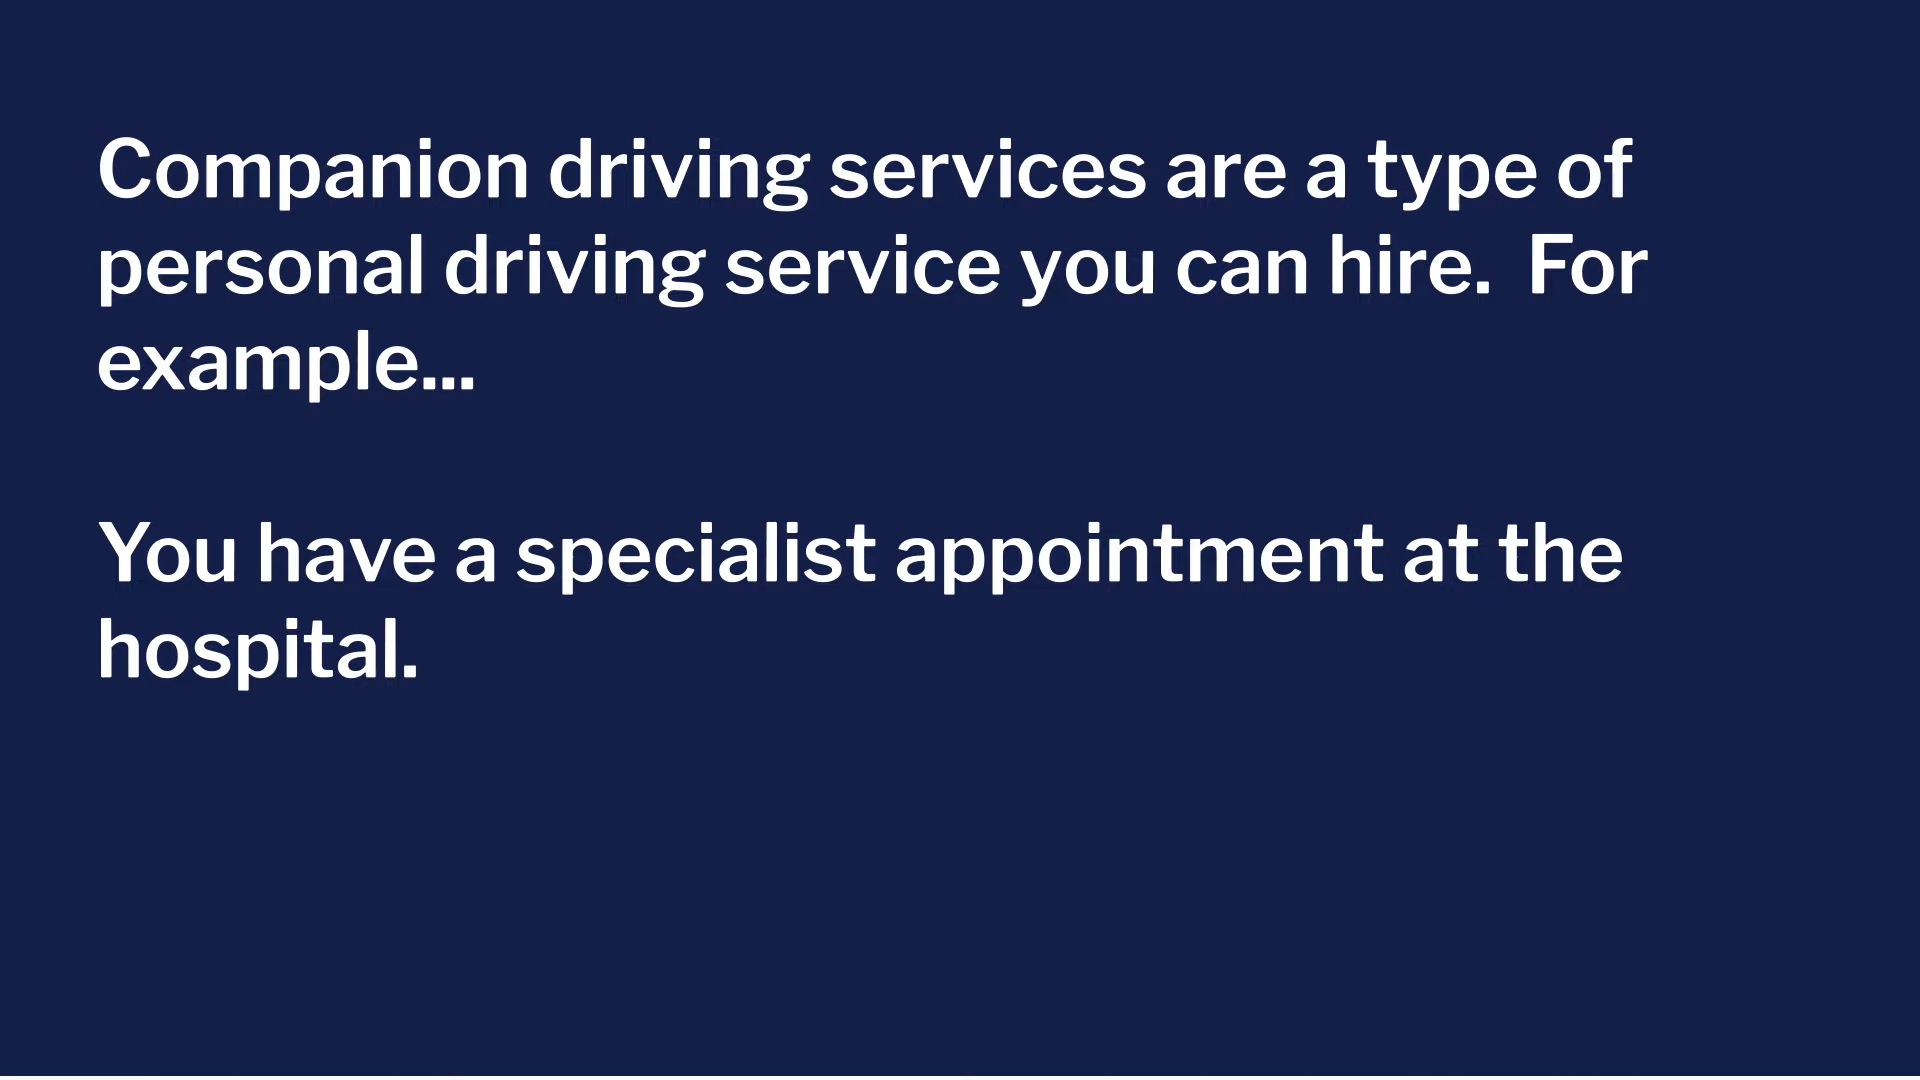 Companion driving services are a type of
personal driving service you can hire.  For
example...
You have a specialist appointment at the
hospital.